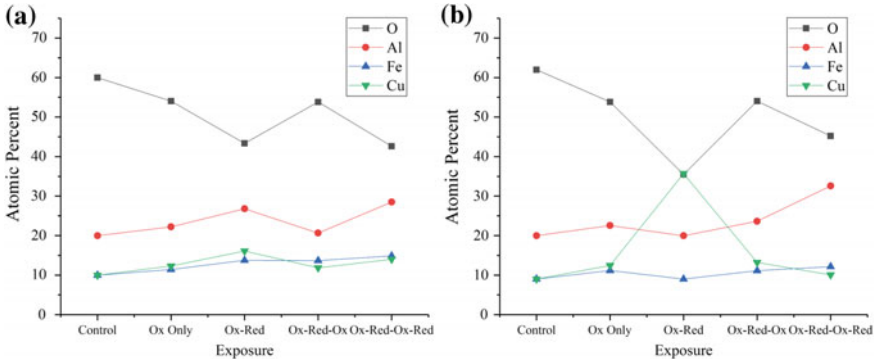 (a)
70
60
50
40
30
20
10
0
Atomic Percent
O
Al
Fe
Cu
Control Ox Only Ox-Red Ox-Red-Ox Ox-Red-Ox-Red
Exposure
(b)
70
60
50
40
30
20
10
0
Atomic Percent
O
Al
Fe
Cu
Control Ox Only Ox-Red Ox-Red-Ox Ox-Red-Ox-Red
Exposure